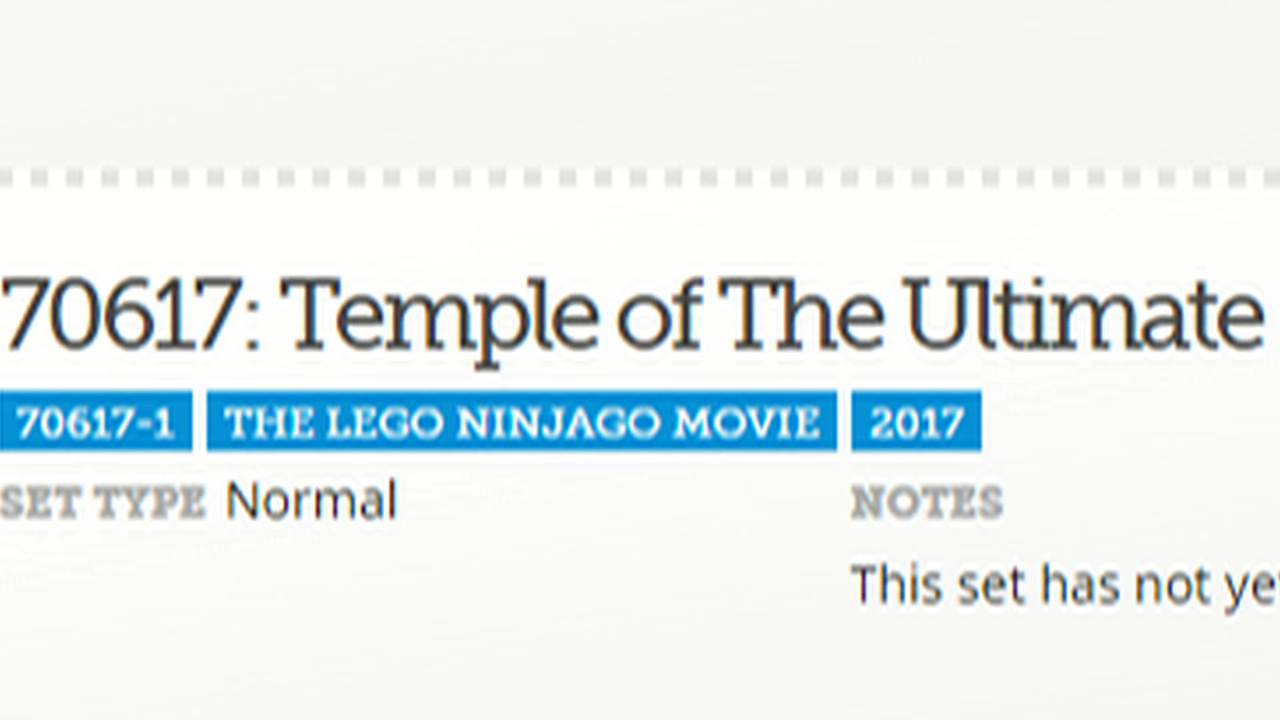 70617: Temple of The Ultimate
70617-1 THE LEGO NINJAGO MOVIE 2017
SET TYPE Normal NOTES
This set has not